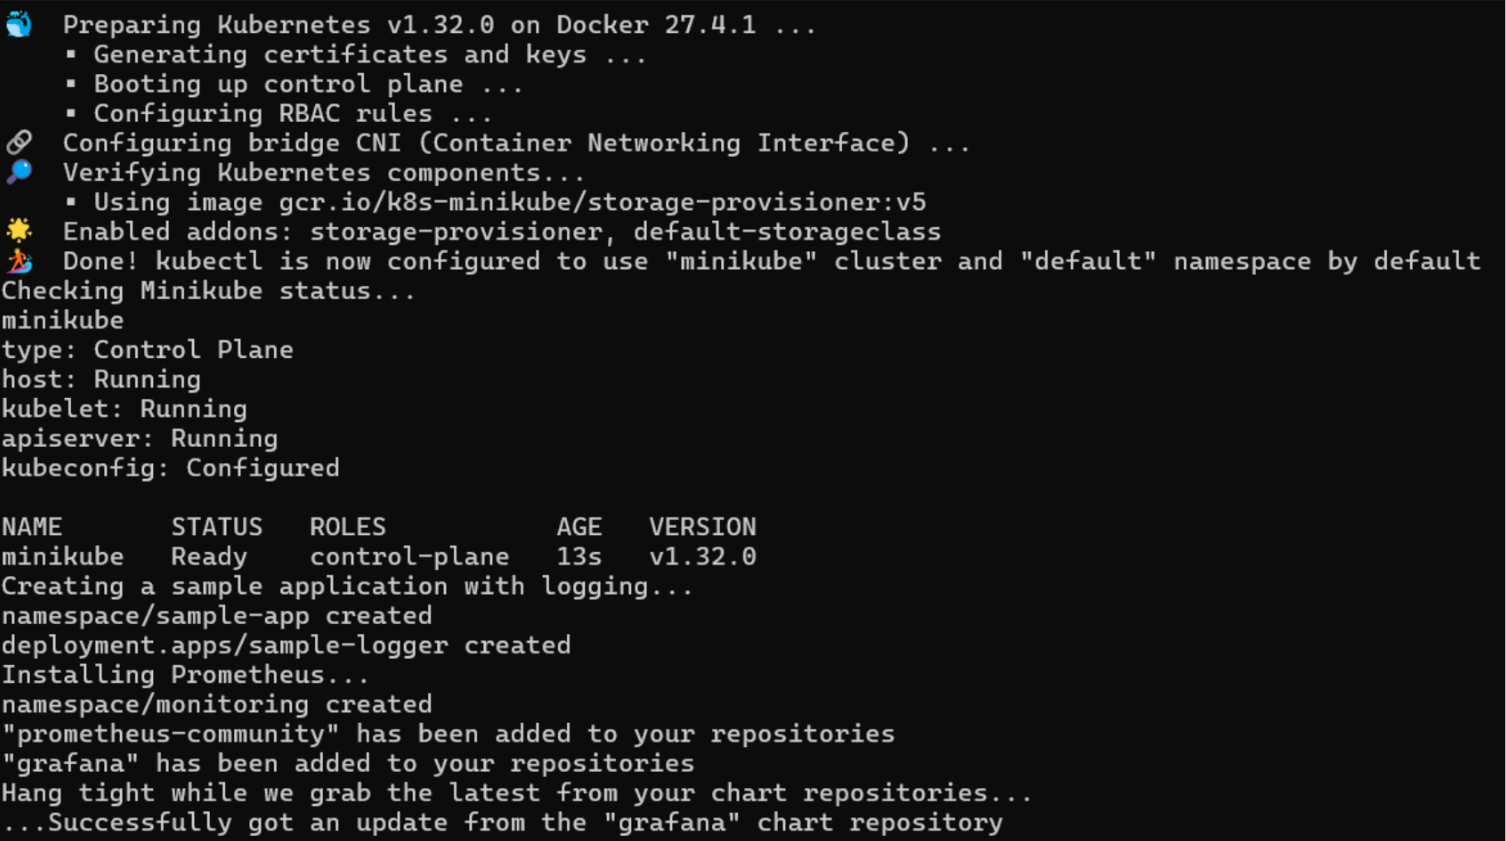 Preparing Kubernetes v1.32.0 on Docker 27.4.1 ...
▪ Generating certificates and keys ...
▪ Booting up control plane ...
▪ Configuring RBAC rules ...
Configuring bridge CNI (Container Networking Interface) ...
Verifying Kubernetes components...
▪ Using image gcr.io/k8s-minikube/storage-provisioner:v5
Enabled addons: storage-provisioner, default-storageclass
Done! kubectl is now configured to use "minikube" cluster and "default" namespace by default
Checking Minikube status...
minikube
type: Control Plane
host: Running
kubelet: Running
apiserver: Running
kubeconfig: Configured
NAME STATUS ROLES AGE VERSION
minikube Ready control-plane 13s v1.32.0
Creating a sample application with logging...
namespace/sample-app created
deployment.apps/sample-logger created
Installing Prometheus...
namespace/monitoring created
"prometheus-community" has been added to your repositories
"grafana" has been added to your repositories
Hang tight while we grab the latest from your chart repositories...
...Successfully got an update from the "grafana" chart repository